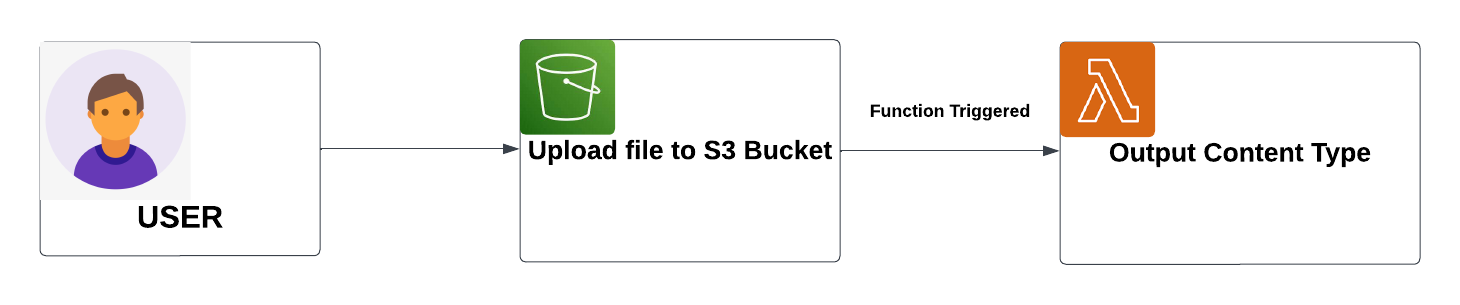 USER
Upload file to S3 Bucket
Function Triggered
Output Content Type